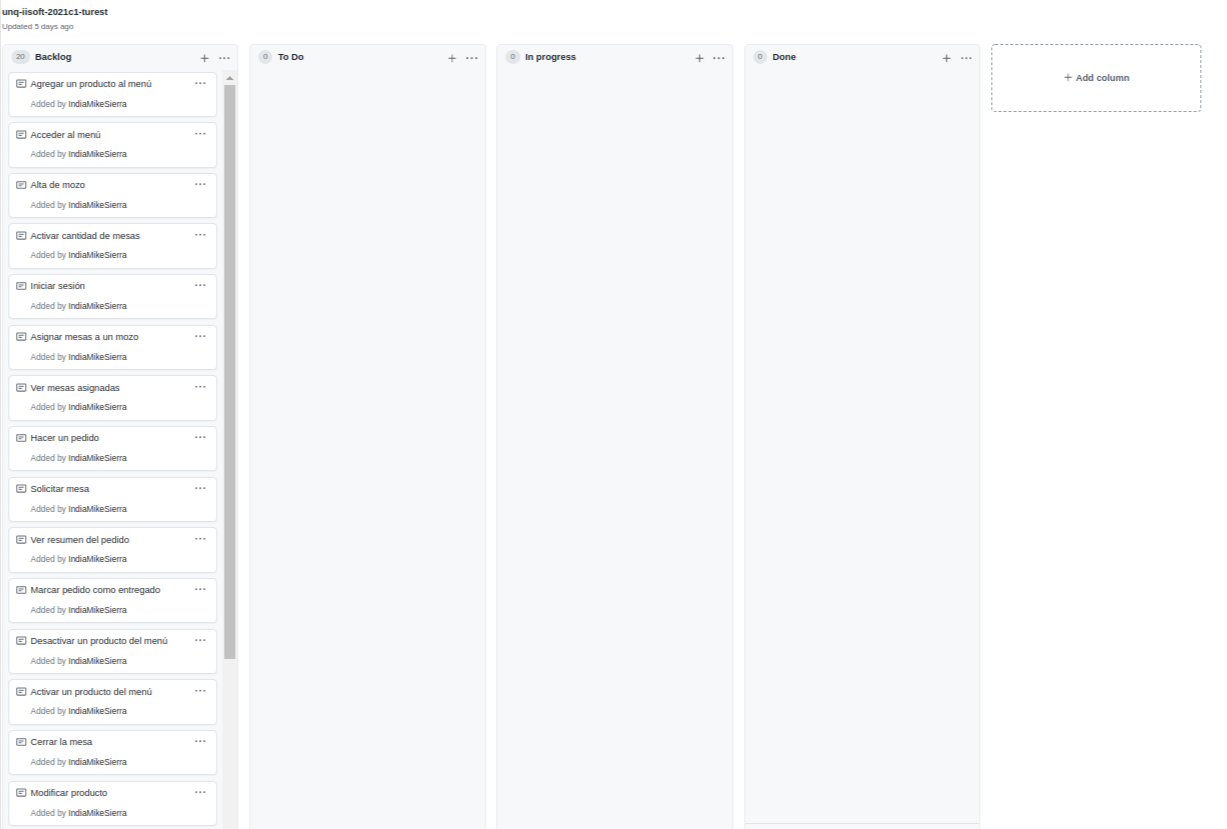 unq-iisoft-2021c1-turest
Updated 5 days ago
20 Backlog
Agregar un producto al menú
Added by IndiaMikeSierra
Acceder al menú
Added by IndiaMikeSierra
Alta de mozo
Added by IndiaMikeSierra
Activar cantidad de mesas
Added by IndiaMikeSierra
Iniciar sesión
Added by IndiaMikeSierra
Asignar mesas a un mozo
Added by IndiaMikeSierra
Ver mesas asignadas
Added by IndiaMikeSierra
Hacer un pedido
Added by IndiaMikeSierra
Solicitar mesa
Added by IndiaMikeSierra
Ver resumen del pedido
Added by IndiaMikeSierra
Marcar pedido como entregado
Added by IndiaMikeSierra
Desactivar un producto del menú
Added by IndiaMikeSierra
Activar un producto del menú
Added by IndiaMikeSierra
Cerrar la mesa
Added by IndiaMikeSierra
Modificar producto
Added by IndiaMikeSierra
0 To Do
0 In progress
0 Done
+ Add column